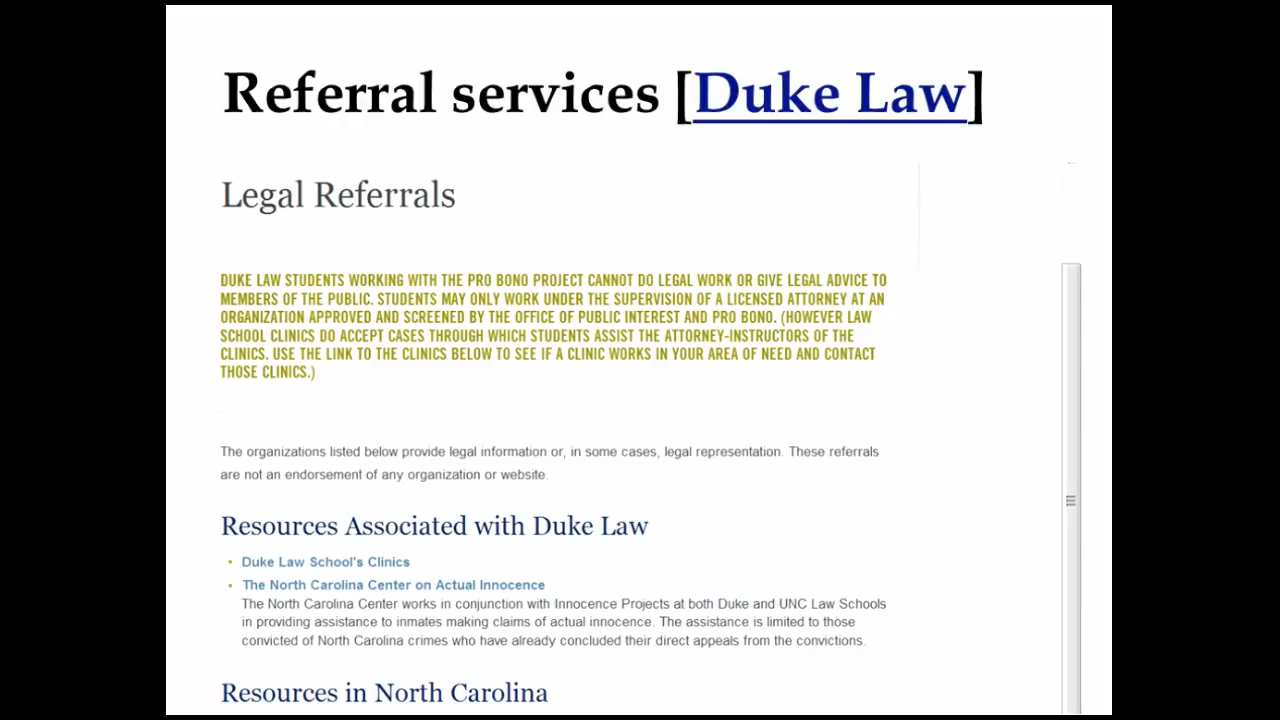 Referral services [Duke Law]
Legal Referrals
DUKE LAW STUDENTS WORKING WITH THE PRO BONO PROJECT CANNOT DO LEGAL WORK OR GIVE LEGAL ADVICE TO
MEMBERS OF THE PUBLIC. STUDENTS MAY ONLY WORK UNDER THE SUPERVISION OF A LICENSED ATTORNEY AT AN
ORGANIZATION APPROVED AND SCREENED BY THE OFFICE OF PUBLIC INTEREST AND PRO BONO. (HOWEVER LAW
SCHOOL CLINICS DO ACCEPT CASES THROUGH WHICH STUDENTS ASSIST THE ATTORNEY-INSTRUCTORS OF THE
CLINICS. USE THE LINK TO THE CLINICS BELOW TO SEE IF A CLINIC WORKS IN YOUR AREA OF NEED AND CONTACT
THOSE CLINICS.)
The organizations listed below provide legal information or, in some cases, legal representation. These referrals
are not an endorsement of any organization or website.
Resources Associated with Duke Law
• Duke Law School's Clinics
• The North Carolina Center on Actual Innocence
The North Carolina Center works in conjunction with Innocence Projects at both Duke and UNC Law Schools
in providing assistance to inmates making claims of actual innocence. The assistance is limited to those
convicted of North Carolina crimes who have already concluded their direct appeals from the convictions.
Resources in North Carolina